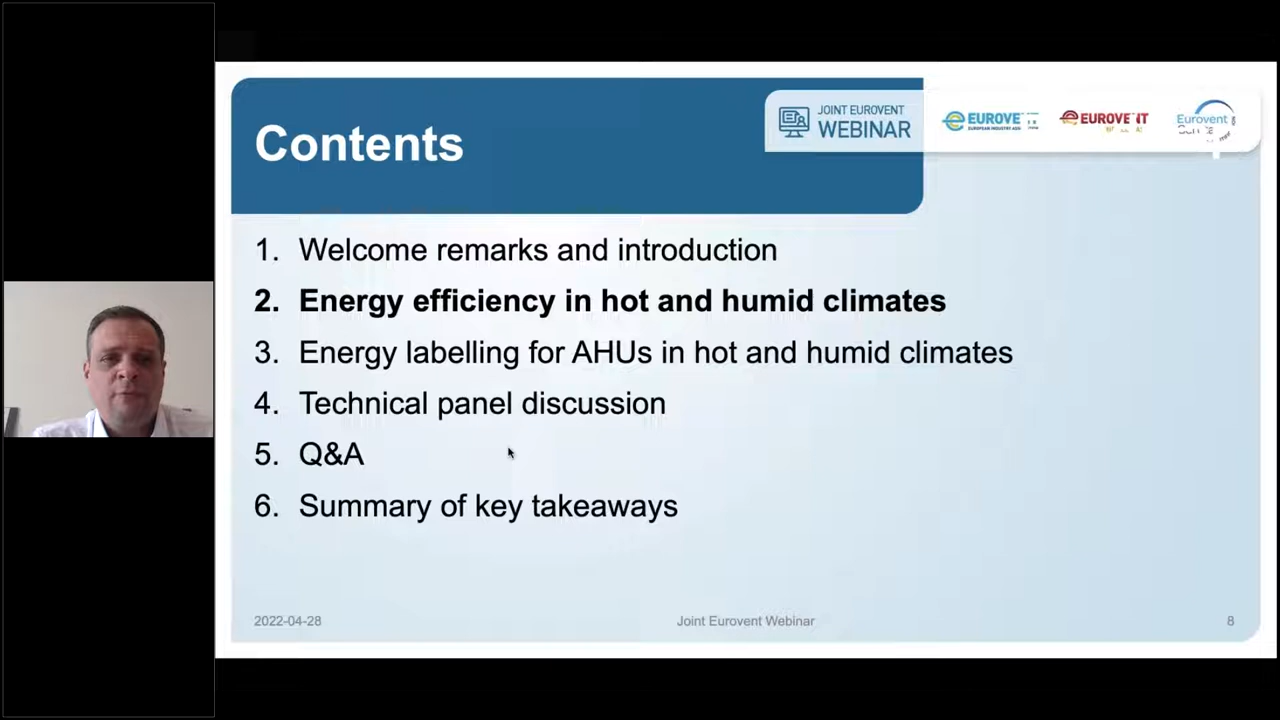 Contents
JOINT EUROVENT
WEBINAR
Eurovent
1. Welcome remarks and introduction
2. Energy efficiency in hot and humid climates
3. Energy labelling for AHUs in hot and humid climates
4. Technical panel discussion
5. Q&A
6. Summary of key takeaways
2022-04-28
Joint Eurovent Webinar
8